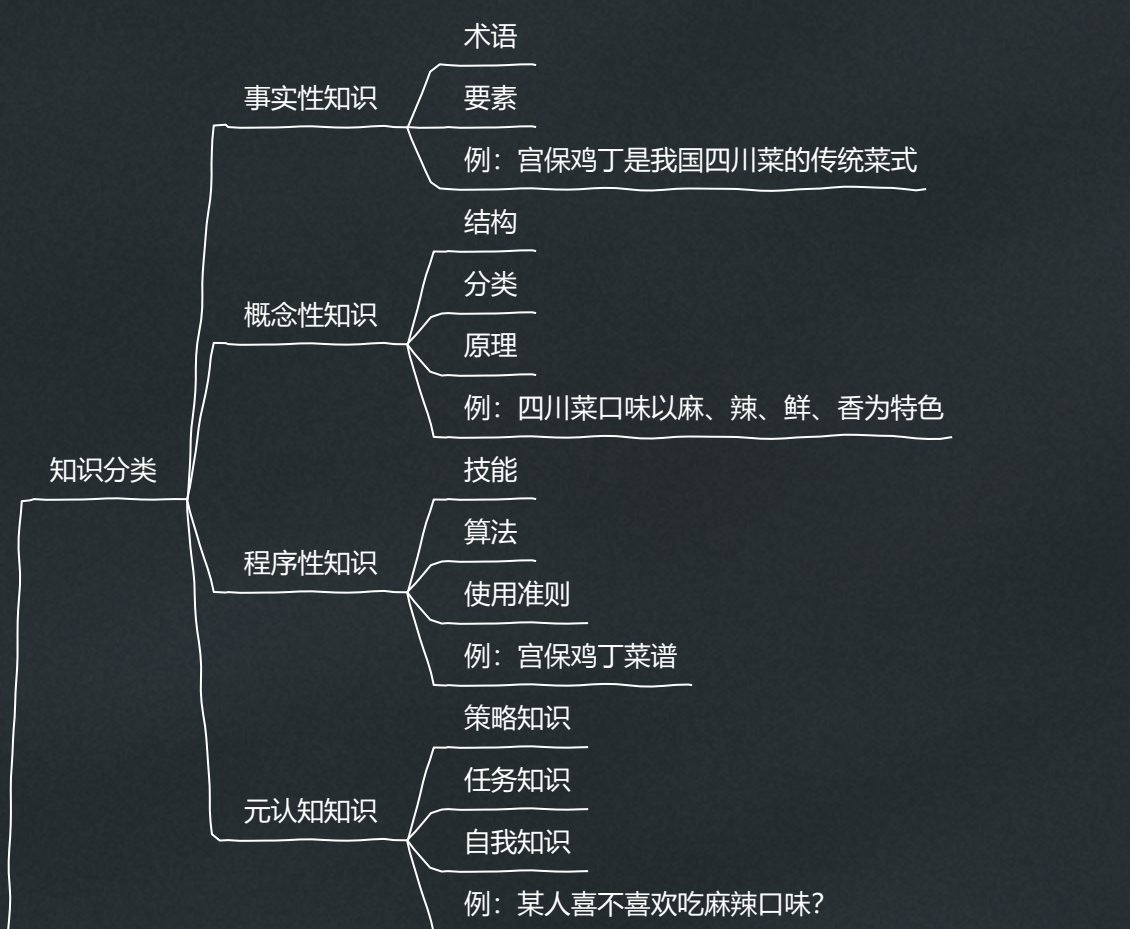 术语
事实性知识
要素
例：宫保鸡丁是我国四川菜的传统菜式
结构
分类
概念性知识
原理
例：四川菜口味以麻、辣、鲜、香为特色
知识分类
技能
算法
程序性知识
使用准则
例：宫保鸡丁菜谱
策略知识
任务知识
元认知知识
自我知识
例：某人喜不喜欢吃麻辣口味？